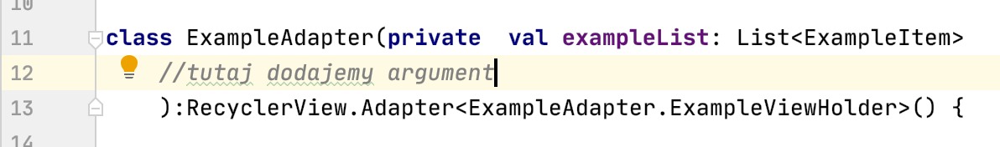 10
11 class ExampleAdapter(private  val exampleList: List<ExampleItem>
12 //tutaj dodajemy argument
13 ):RecyclerView.Adapter<ExampleAdapter.ExampleViewHolder>() {
14